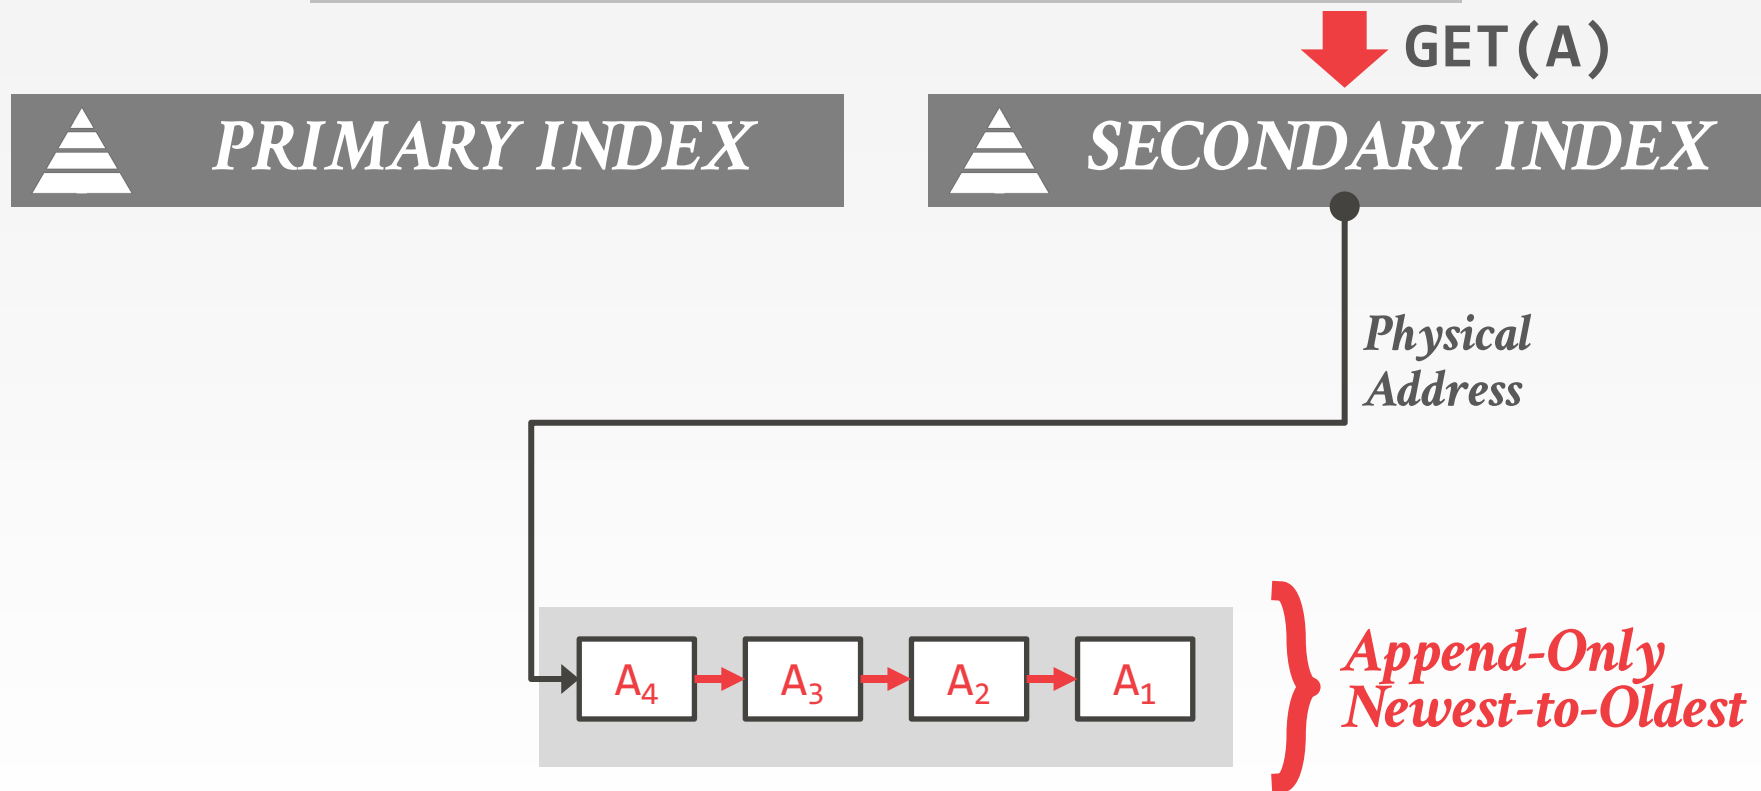 GET(A)
PRIMARY INDEX
SECONDARY INDEX
Physical
Address
A₄
A₃
A₂
A₁
Append-Only
Newest-to-Oldest